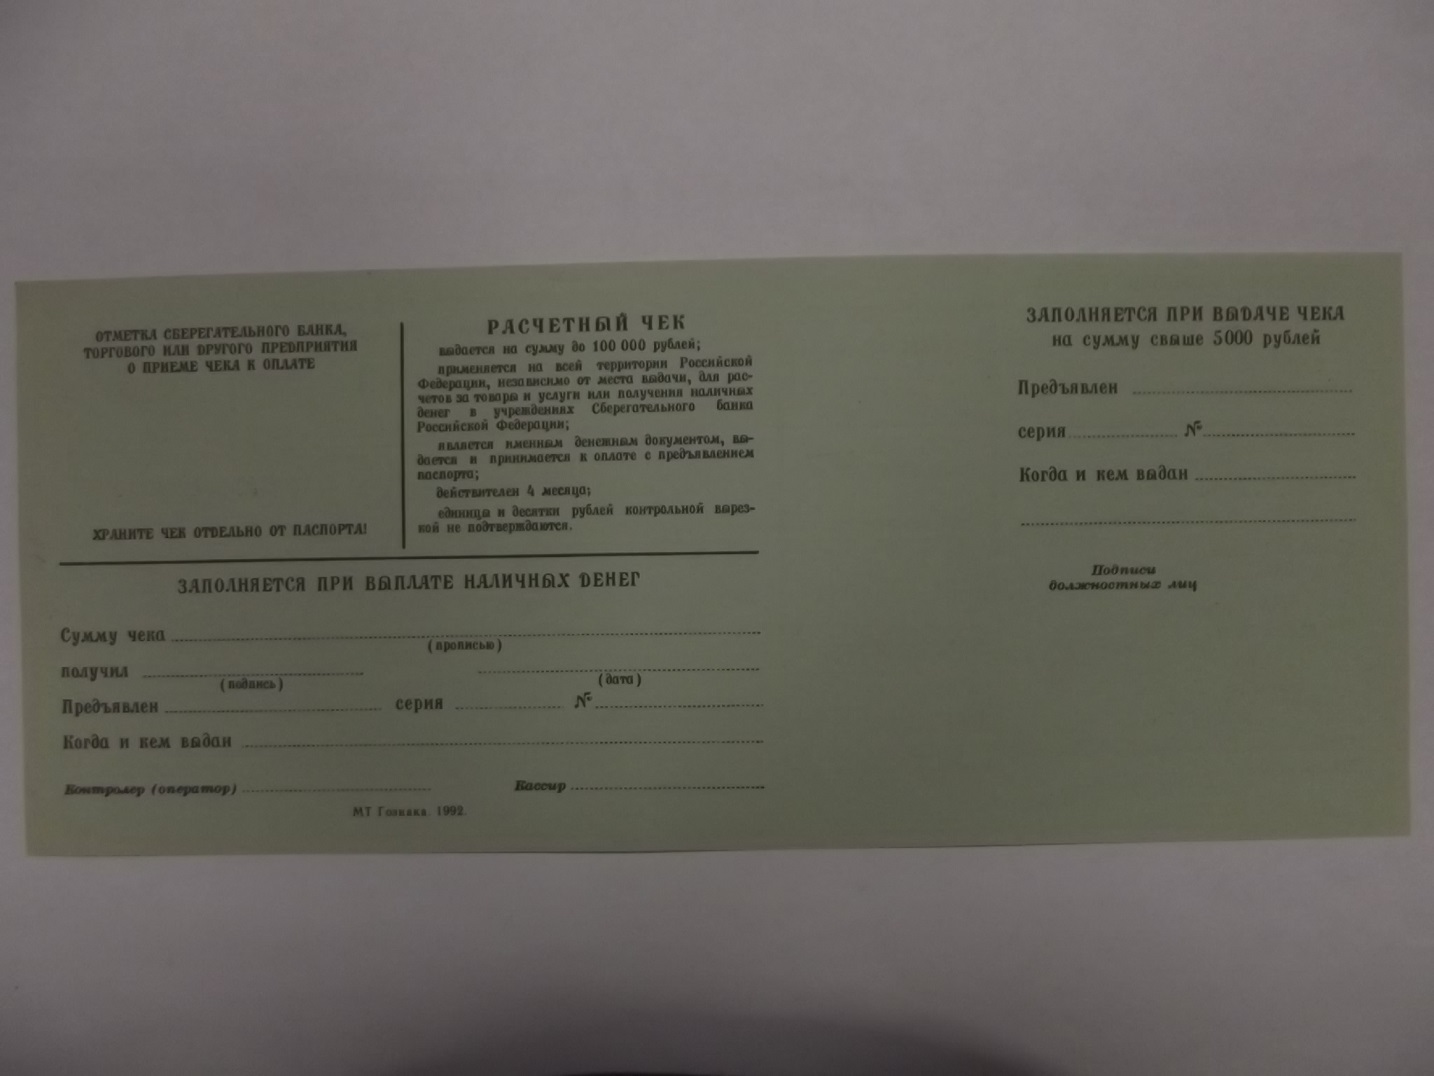 ОТМЕТКА СБЕРЕГАТЕЛЬНОГО БАНКА,
ТОРГОВОГО ИЛИ ДРУГОГО ПРЕДПРИЯТИЯ
О ПРИЕМЕ ЧЕКА К ОПЛАТЕ
ХРАНИТЕ ЧЕК ОТДЕЛЬНО ОТ ПАСПОРТА!
РАСЧЕТНЫЙ ЧЕК
выдается на сумму до 100 000 рублей;
применяется на всей территории Российской
Федерации, независимо от места выдачи, для рас-
четов за товары и услуги или получения наличных
денег в учреждениях Сберегательного банка
Российской Федерации;
является именным денежным документом, вы-
дается и принимается к оплате с предъявлением
паспорта;
действителен 4 месяца;
единицы и десятки рублей контрольной вырез-
кой не подтверждаются.
ЗАПОЛНЯЕТСЯ ПРИ ВЫПЛАТЕ НАЛИЧНЫХ ДЕНЕГ
Сумму чека
(прописью)
получил
(подпись) (дата)
Предъявлен серия №
Когда и кем выдан
Контролер (оператор) Кассир
МТ Гознака. 1992.
ЗАПОЛНЯЕТСЯ ПРИ ВЫДАЧЕ ЧЕКА
на сумму свыше 5000 рублей
Предъявлен
серия №
Когда и кем выдан
Подписи
должностных лиц